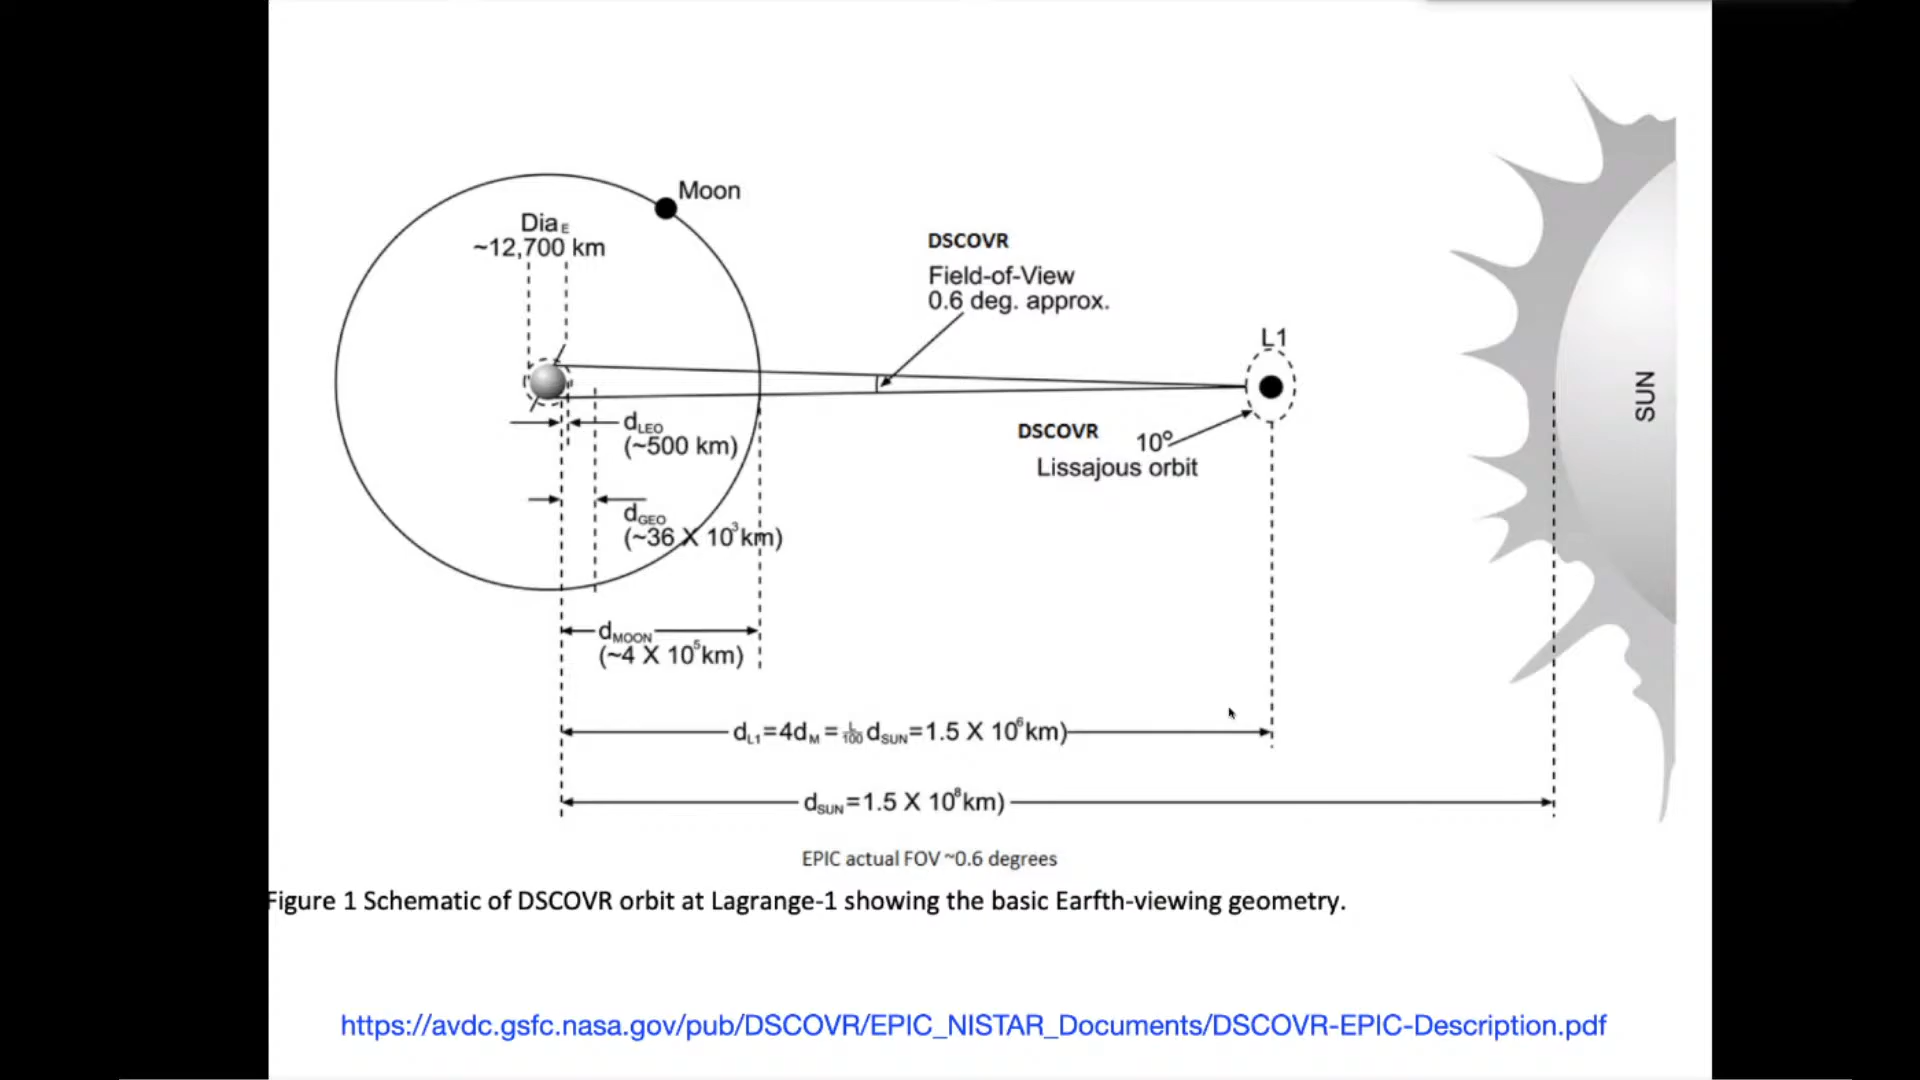 Moon
Dia E
~12,700 km
DSCOVR
Field-of-View
0.6 deg. approx.
L1
SUN
dLEO
(~500 km)
DSCOVR
10°
Lissajous orbit
dGEO
(~36 X 10³km)
dMOON
(~4 X 10⁵km)
dL1=4dM=1/100 dSUN=1.5 X 10⁶km)
dSUN=1.5 X 10⁸km)
EPIC actual FOV ~0.6 degrees
Figure 1 Schematic of DSCOVR orbit at Lagrange-1 showing the basic Earfth-viewing geometry.
https://avdc.gsfc.nasa.gov/pub/DSCOVR/EPIC_NISTAR_Documents/DSCOVR-EPIC-Description.pdf